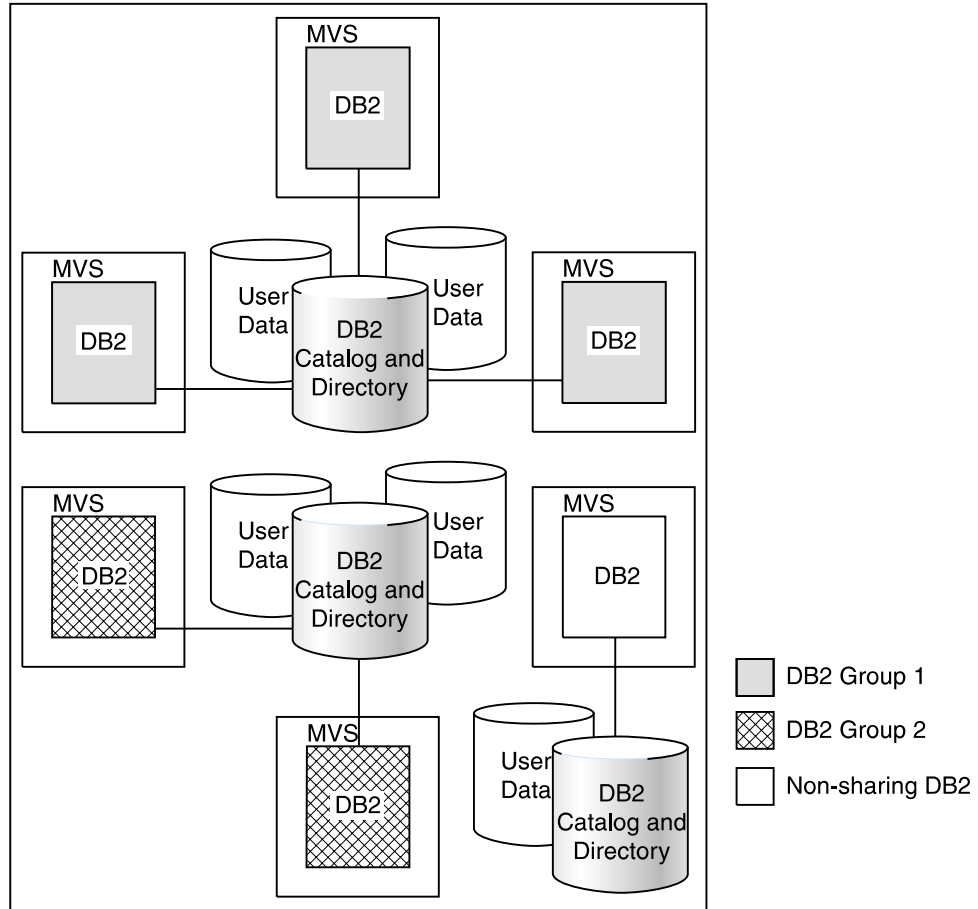 MVS
DB2
MVS
DB2
User
Data
User
Data
MVS
DB2
DB2
Catalog and
Directory
MVS
DB2
User
Data
User
Data
DB2
Catalog and
Directory
MVS
DB2
MVS
DB2
User
Data
DB2
Catalog and
Directory
DB2 Group 1
DB2 Group 2
Non-sharing DB2